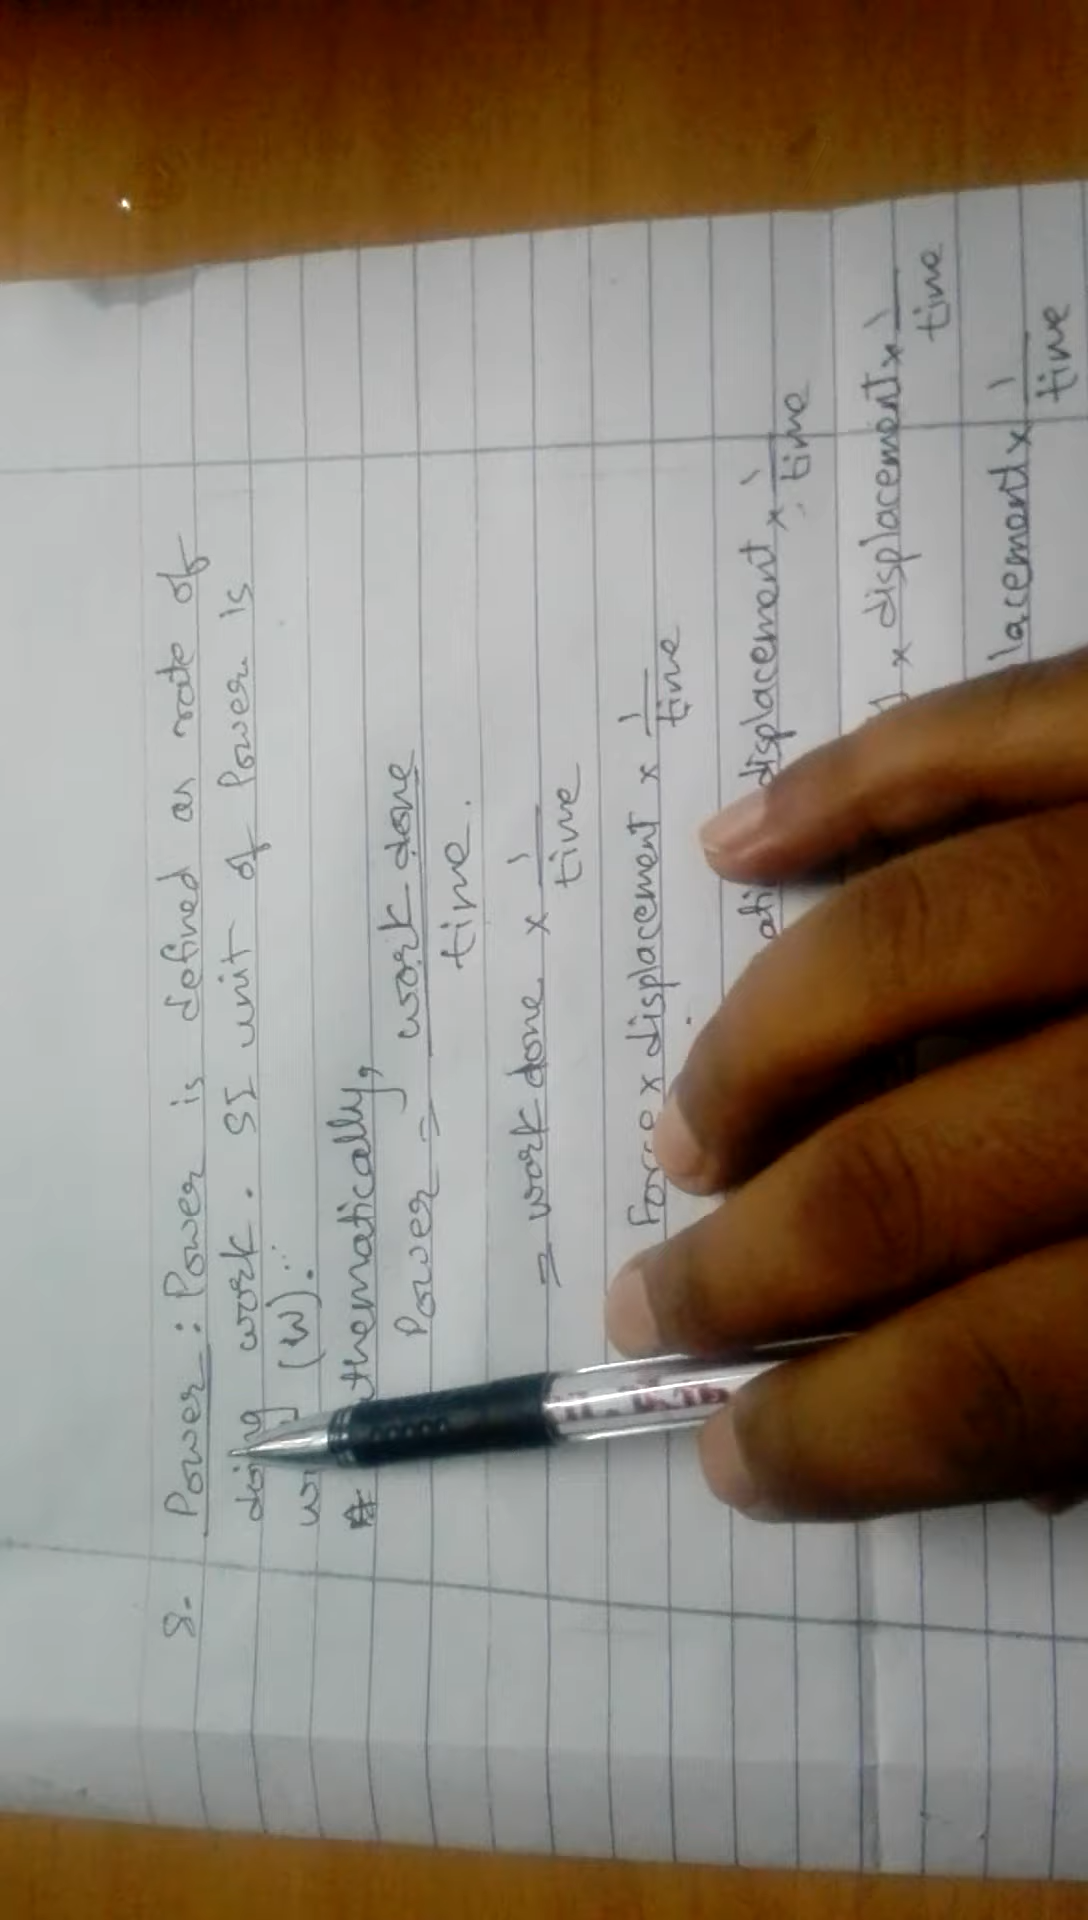 8. Power : Power is defined as rate of
doing work. SI unit of Power is
(W).
thematically,
Power = work done
time.
= work done × 1
time
Force × displacement × 1
time
displacement × 1
time
× displacement × 1
time
lacement × 1
time